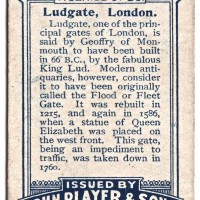 Ludgate, London.
Ludgate, one of the prin-
cipal gates of London, is
said by Geoffry of Mon-
mouth to have been built
in 66 B.C., by the fabulous
King Lud. Modern anti-
quaries, however, consider
it to have been originally
called the Flood or Fleet
Gate. It was rebuilt in
1215, and again in 1586,
when a statue of Queen
Elizabeth was placed on
the west front. This gate,
being an impediment to
traffic, was taken down in
1760.
ISSUED BY
PLAYER & SON